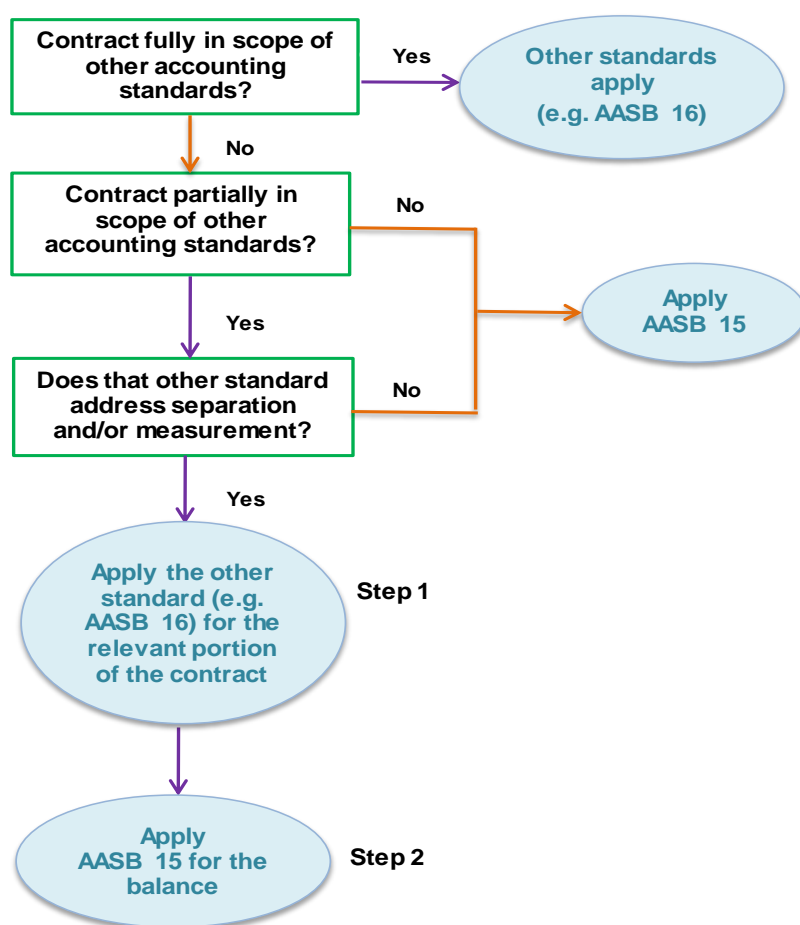 Contract fully in scope of
other accounting
standards?
Yes
Other standards
apply
(e.g. AASB 16)
No
Contract partially in
scope of other
accounting standards?
No
Apply
AASB 15
Yes
Does that other standard
address separation
and/or measurement?
No
Yes
Apply the other
standard (e.g.
AASB 16) for the
relevant portion
of the contract
Step 1
Apply
AASB 15 for the
balance
Step 2